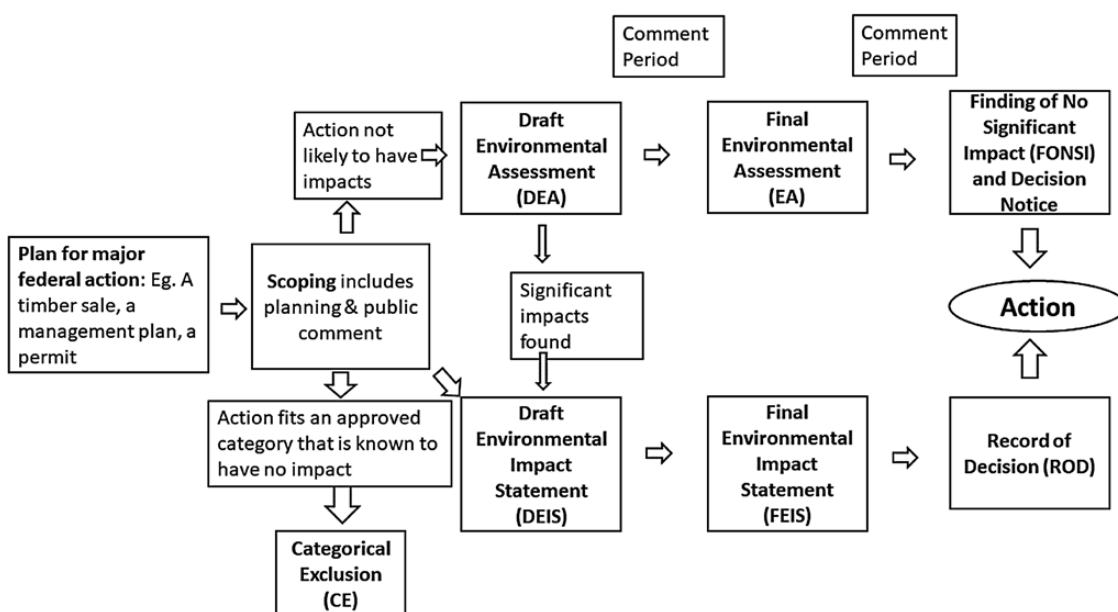 Comment
Period
Comment
Period
Action not
likely to have
impacts
Draft
Environmental
Assessment
(DEA)
Final
Environmental
Assessment
(EA)
Finding of No
Significant
Impact (FONSI)
and Decision
Notice
Plan for major
federal action: Eg. A
timber sale, a
management plan, a
permit
Scoping includes
planning & public
comment
Significant
impacts
found
Action
Action fits an approved
category that is known to
have no impact
Draft
Environmental
Impact
Statement
(DEIS)
Final
Environmental
Impact
Statement
(FEIS)
Record of
Decision (ROD)
Categorical
Exclusion
(CE)